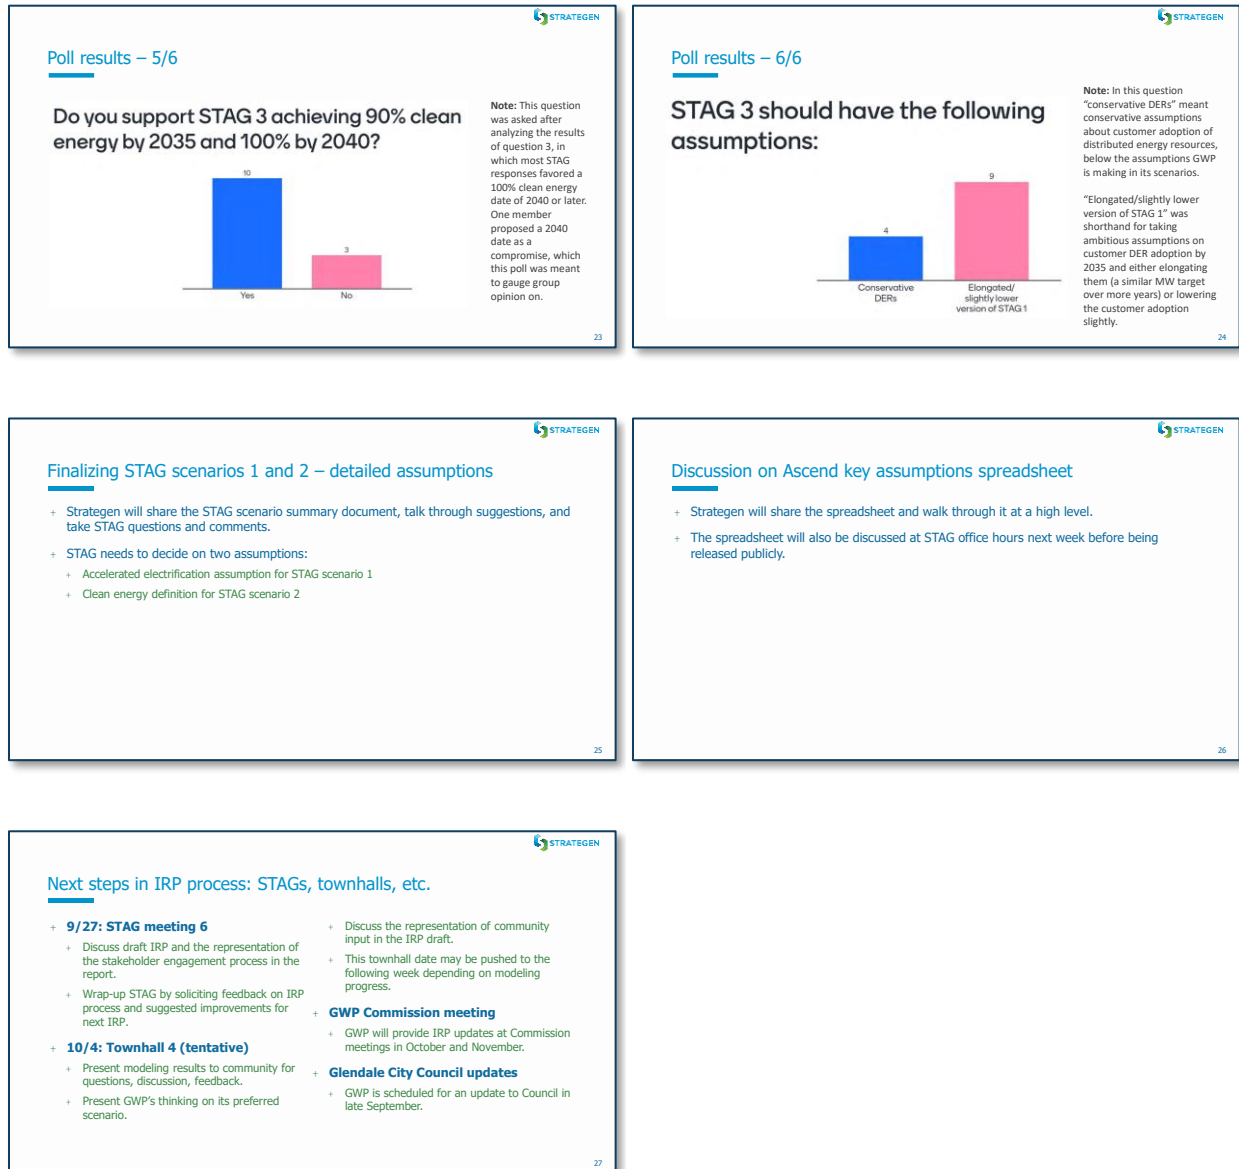 STRATEGEN
Poll results – 5/6
Do you support STAG 3 achieving 90% clean
energy by 2035 and 100% by 2040?
10
3
Yes
No
Note: This question
was asked after
analyzing the results
of question 3, in
which most STAG
responses favored a
100% clean energy
date of 2040 or later.
One member
proposed a 2040
date as a
compromise, which
this poll was meant
to gauge group
opinion on.
23
STRATEGEN
Poll results – 6/6
STAG 3 should have the following
assumptions:
4
9
Conservative
DERs
Elongated/
slightly lower
version of STAG 1
Note: In this question
“conservative DERs” meant
conservative assumptions
about customer adoption of
distributed energy resources,
below the assumptions GWP
is making in its scenarios.
“Elongated/slightly lower
version of STAG 1” was
shorthand for taking
ambitious assumptions on
customer DER adoption by
2035 and either elongating
them (a similar MW target
over more years) or lowering
the customer adoption
slightly.
24
STRATEGEN
Finalizing STAG scenarios 1 and 2 – detailed assumptions
+ Strategen will share the STAG scenario summary document, talk through suggestions, and
take STAG questions and comments.
+ STAG needs to decide on two assumptions:
+ Accelerated electrification assumption for STAG scenario 1
+ Clean energy definition for STAG scenario 2
25
STRATEGEN
Discussion on Ascend key assumptions spreadsheet
+ Strategen will share the spreadsheet and walk through it at a high level.
+ The spreadsheet will also be discussed at STAG office hours next week before being
released publicly.
26
STRATEGEN
Next steps in IRP process: STAGs, townhalls, etc.
+ 9/27: STAG meeting 6
+ Discuss draft IRP and the representation of
the stakeholder engagement process in the
report.
+ Wrap-up STAG by soliciting feedback on IRP
process and suggested improvements for
next IRP.
+ 10/4: Townhall 4 (tentative)
+ Present modeling results to community for
questions, discussion, feedback.
+ Present GWP’s thinking on its preferred
scenario.
+ Discuss the representation of community
input in the IRP draft.
+ This townhall date may be pushed to the
following week depending on modeling
progress.
+ GWP Commission meeting
+ GWP will provide IRP updates at Commission
meetings in October and November.
+ Glendale City Council updates
+ GWP is scheduled for an update to Council in
late September.
27